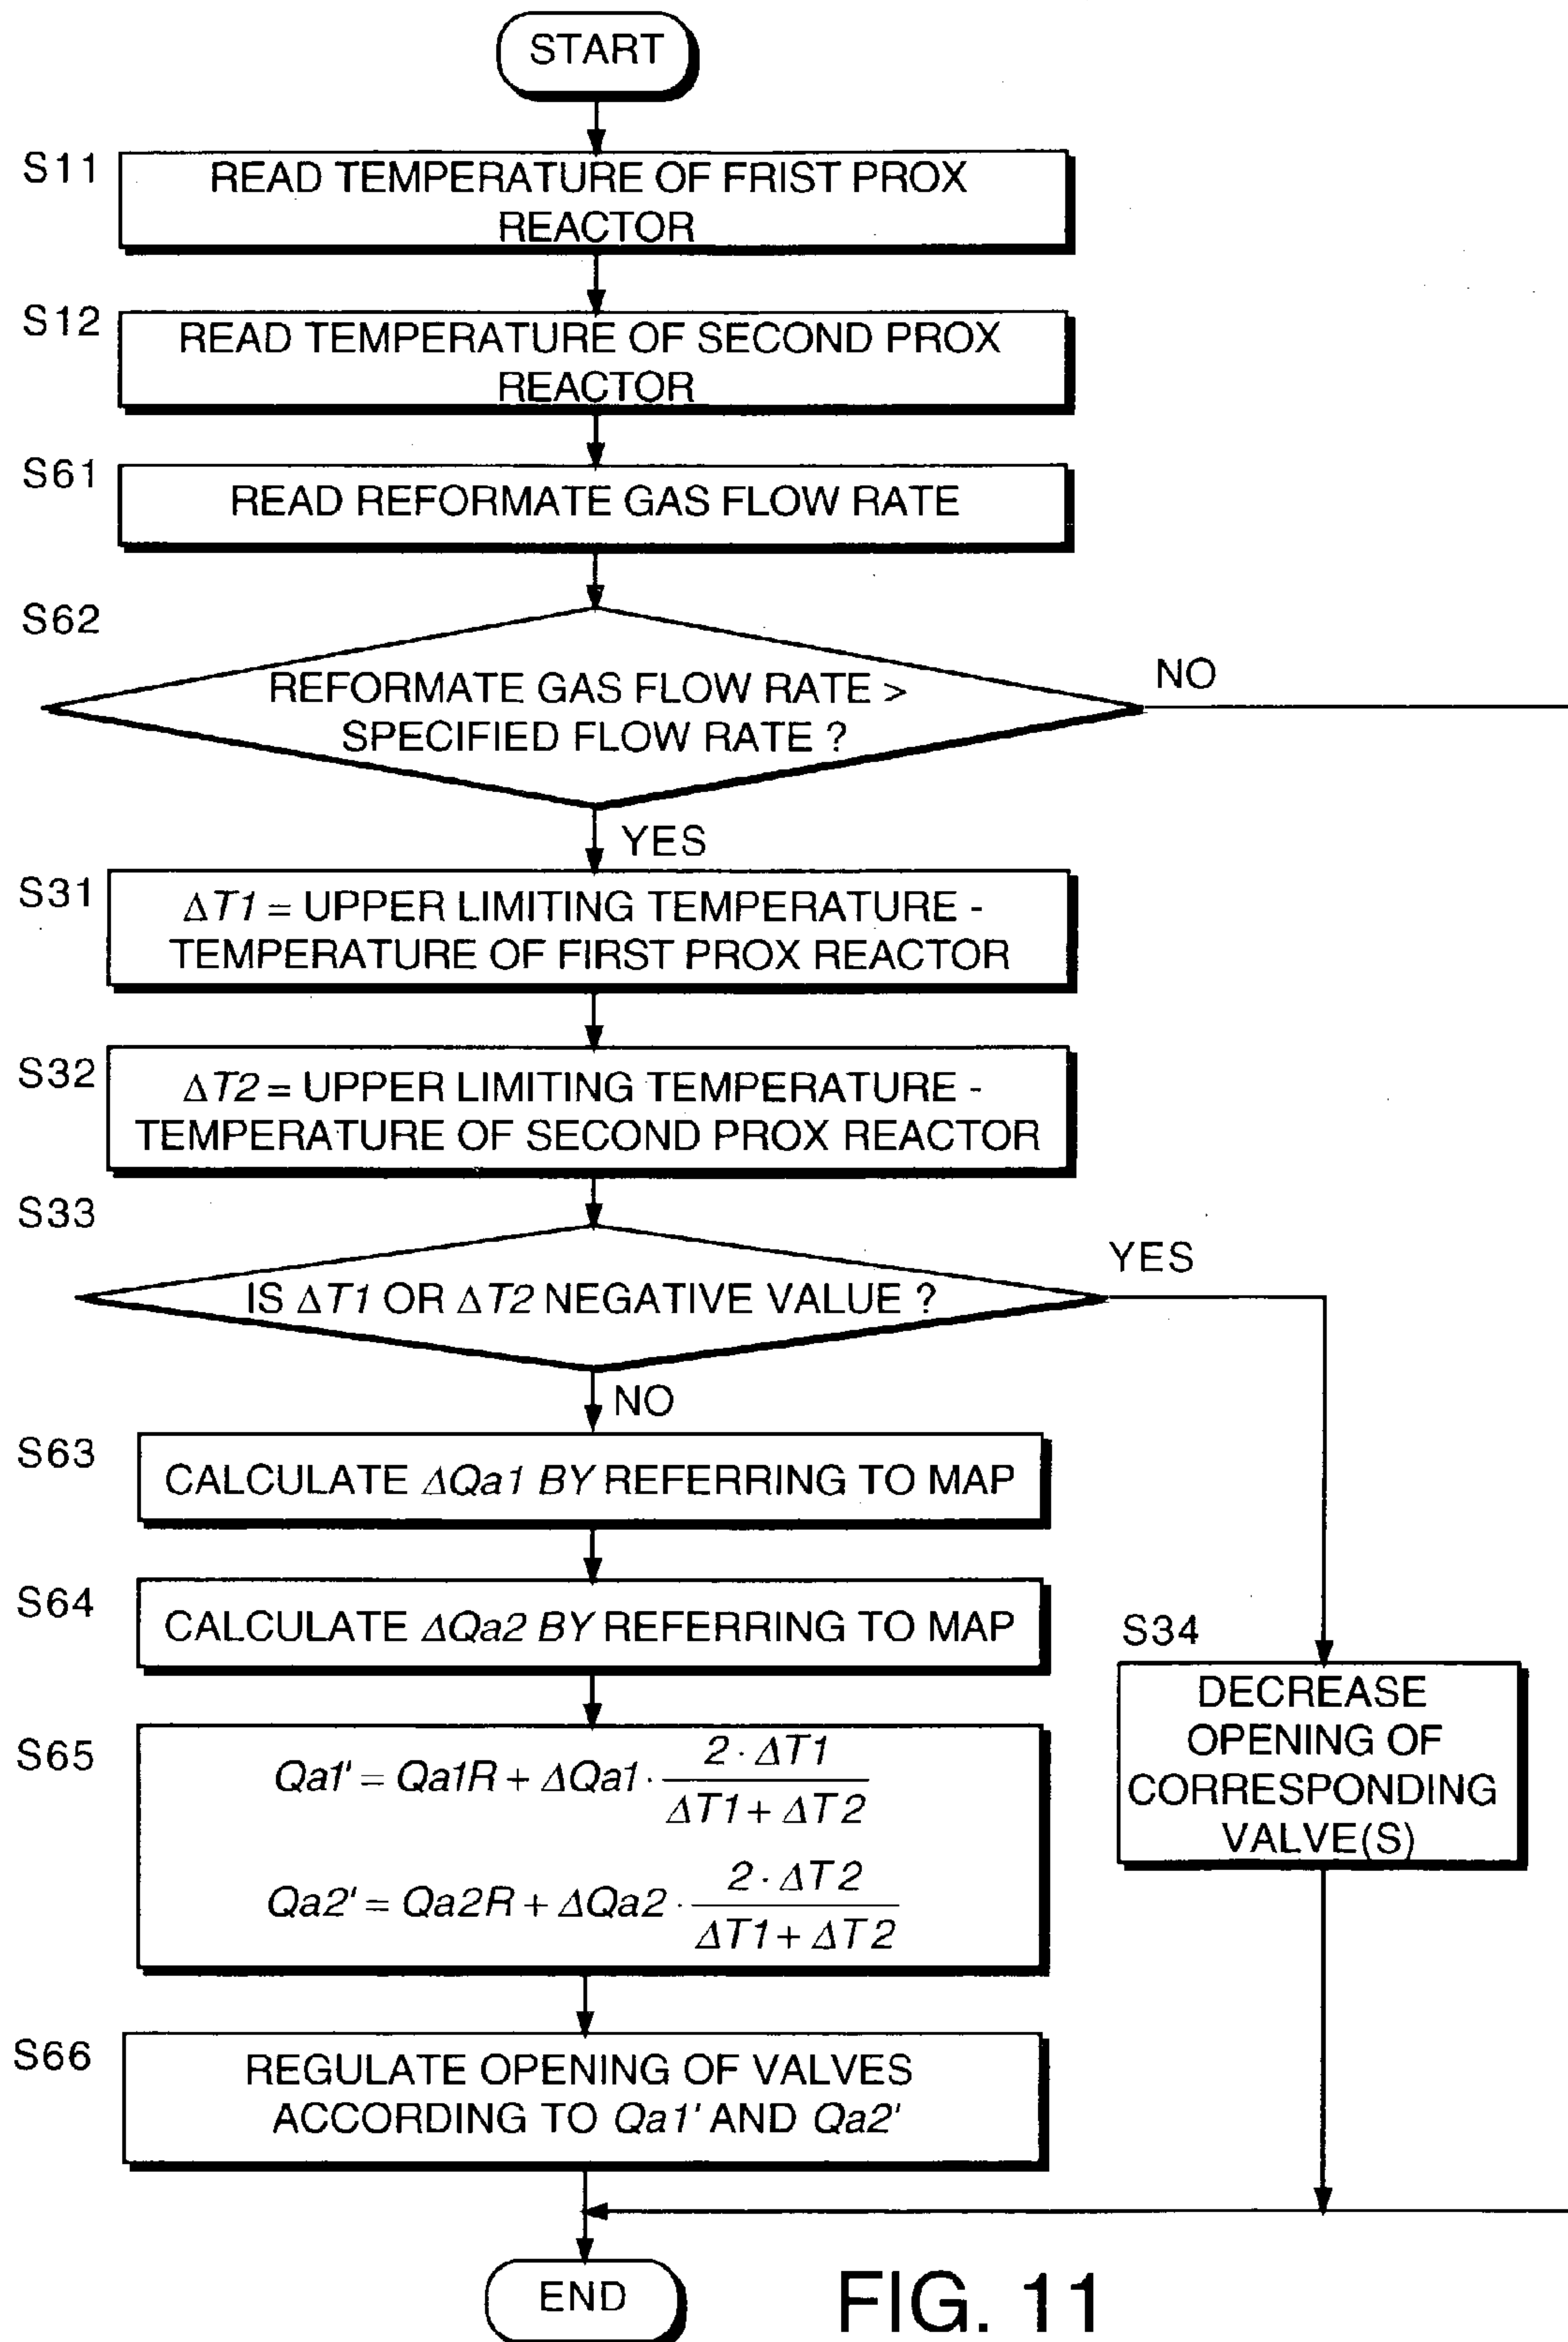 START
S11
READ TEMPERATURE OF FRIST PROX
REACTOR
S12
READ TEMPERATURE OF SECOND PROX
REACTOR
S61
READ REFORMATE GAS FLOW RATE
S62
REFORMATE GAS FLOW RATE >
SPECIFIED FLOW RATE ?
NO
YES
S31
ΔT1 = UPPER LIMITING TEMPERATURE -
TEMPERATURE OF FIRST PROX REACTOR
S32
ΔT2 = UPPER LIMITING TEMPERATURE -
TEMPERATURE OF SECOND PROX REACTOR
S33
IS ΔT1 OR ΔT2 NEGATIVE VALUE ?
YES
NO
S63
CALCULATE ΔQa1 BY REFERRING TO MAP
S64
CALCULATE ΔQa2 BY REFERRING TO MAP
S34
DECREASE
OPENING OF
CORRESPONDING
VALVE(S)
S65
Qa1' = Qa1R + ΔQa1 · 2 · ΔT1 / ΔT1 + ΔT2
Qa2' = Qa2R + ΔQa2 · 2 · ΔT2 / ΔT1 + ΔT2
S66
REGULATE OPENING OF VALVES
ACCORDING TO Qa1' AND Qa2'
END
FIG. 11